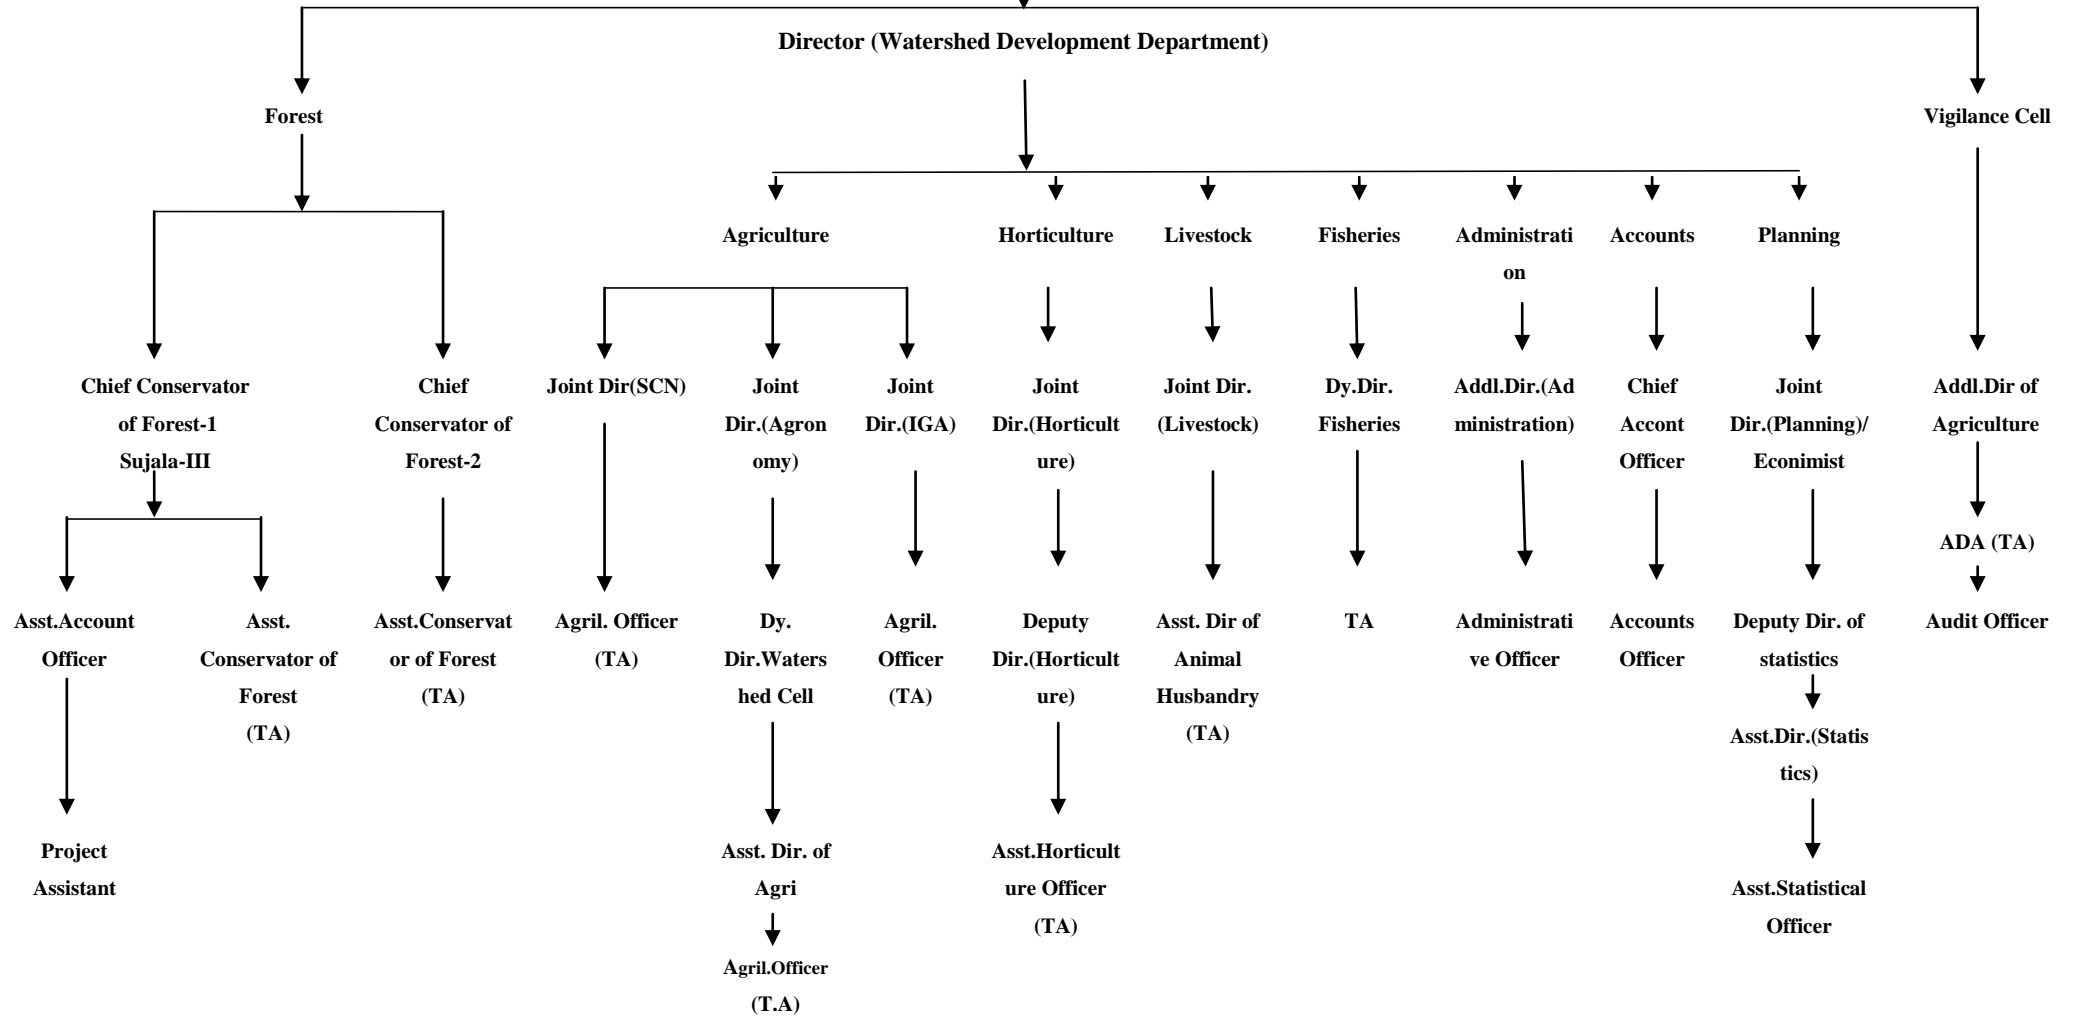 Director (Watershed Development Department)
Forest
Vigilance Cell
Agriculture
Horticulture
Livestock
Fisheries
Administrati
on
Accounts
Planning
Chief Conservator
of Forest-1
Sujala-III
Chief
Conservator of
Forest-2
Joint Dir(SCN)
Joint
Dir.(Agron
omy)
Joint
Dir.(IGA)
Joint
Dir.(Horticult
ure)
Joint Dir.
(Livestock)
Dy.Dir.
Fisheries
Addl.Dir.(Ad
ministration)
Chief
Accont
Officer
Joint
Dir.(Planning)/
Econimist
Addl.Dir of
Agriculture
ADA (TA)
Asst.Account
Officer
Asst.
Conservator of
Forest
(TA)
Asst.Conservat
or of Forest
(TA)
Agril. Officer
(TA)
Dy.
Dir.Waters
hed Cell
Agril.
Officer
(TA)
Deputy
Dir.(Horticult
ure)
Asst. Dir of
Animal
Husbandry
(TA)
TA
Administrati
ve Officer
Accounts
Officer
Deputy Dir. of
statistics
Audit Officer
Asst.Dir.(Statis
tics)
Project
Assistant
Asst. Dir. of
Agri
Asst.Horticult
ure Officer
(TA)
Asst.Statistical
Officer
Agril.Officer
(T.A)